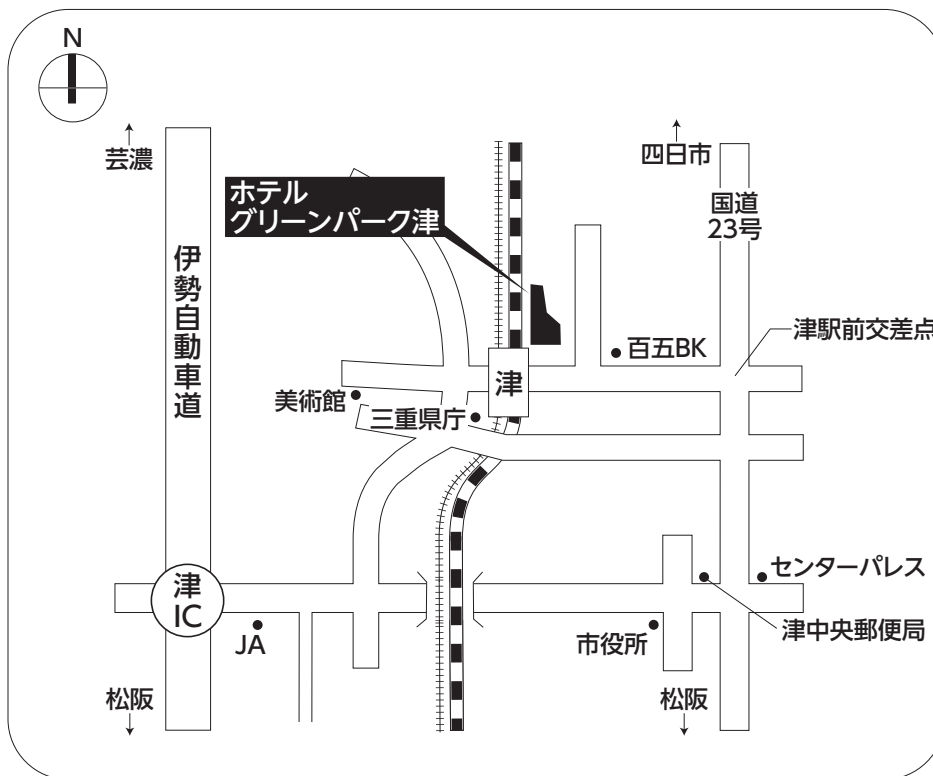 N
芸濃
四日市
ホテル
グリーンパーク津
国道
23号
伊勢自動車道
津駅前交差点
百五BK
津
美術館
三重県庁
センターパレス
津
IC
津中央郵便局
JA
市役所
松阪
松阪